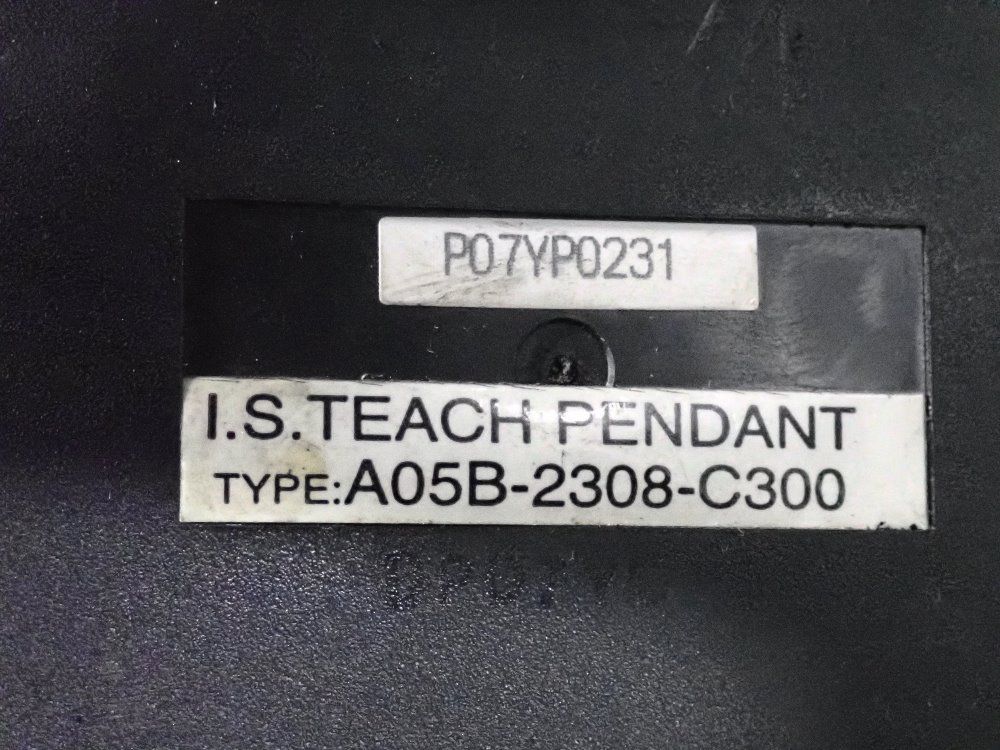 P07YP0231
I.S.TEACH PENDANT
TYPE:A05B-2308-C300